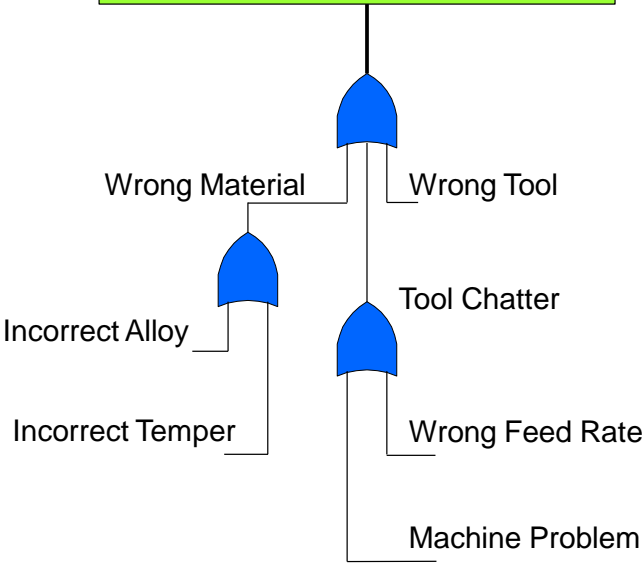 Wrong Material
Wrong Tool
Tool Chatter
Incorrect Alloy
Incorrect Temper
Wrong Feed Rate
Machine Problem